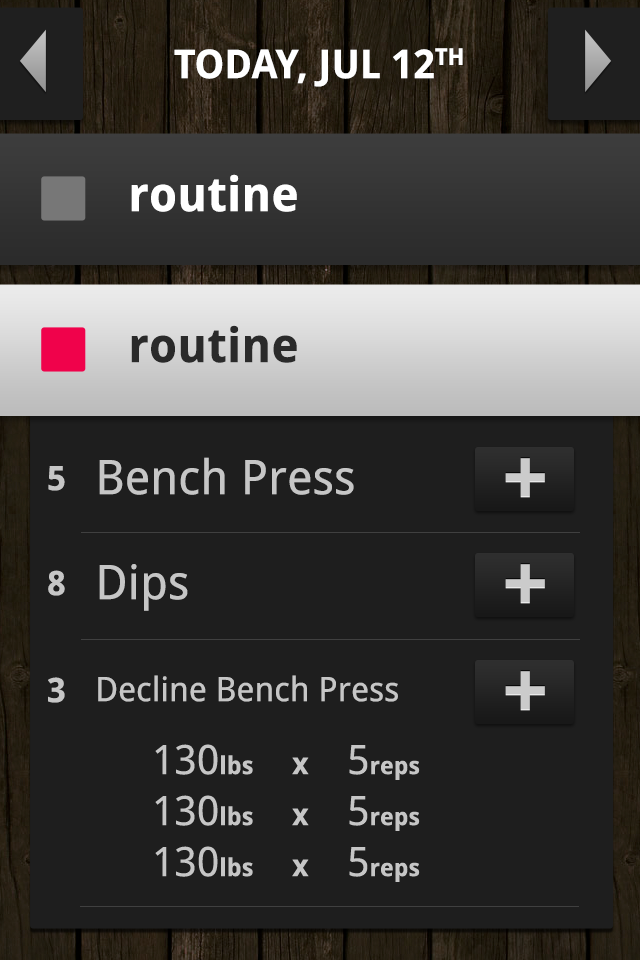 TODAY, JUL 12TH
routine
routine
5 Bench Press +
8 Dips +
3 Decline Bench Press +
130lbs x 5reps
130lbs x 5reps
130lbs x 5reps